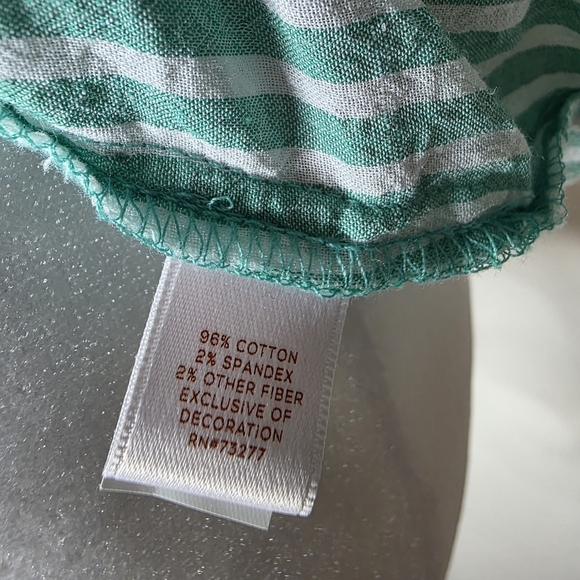 96% COTTON
2% SPANDEX
2% OTHER FIBER
EXCLUSIVE OF
DECORATION
RN#73277